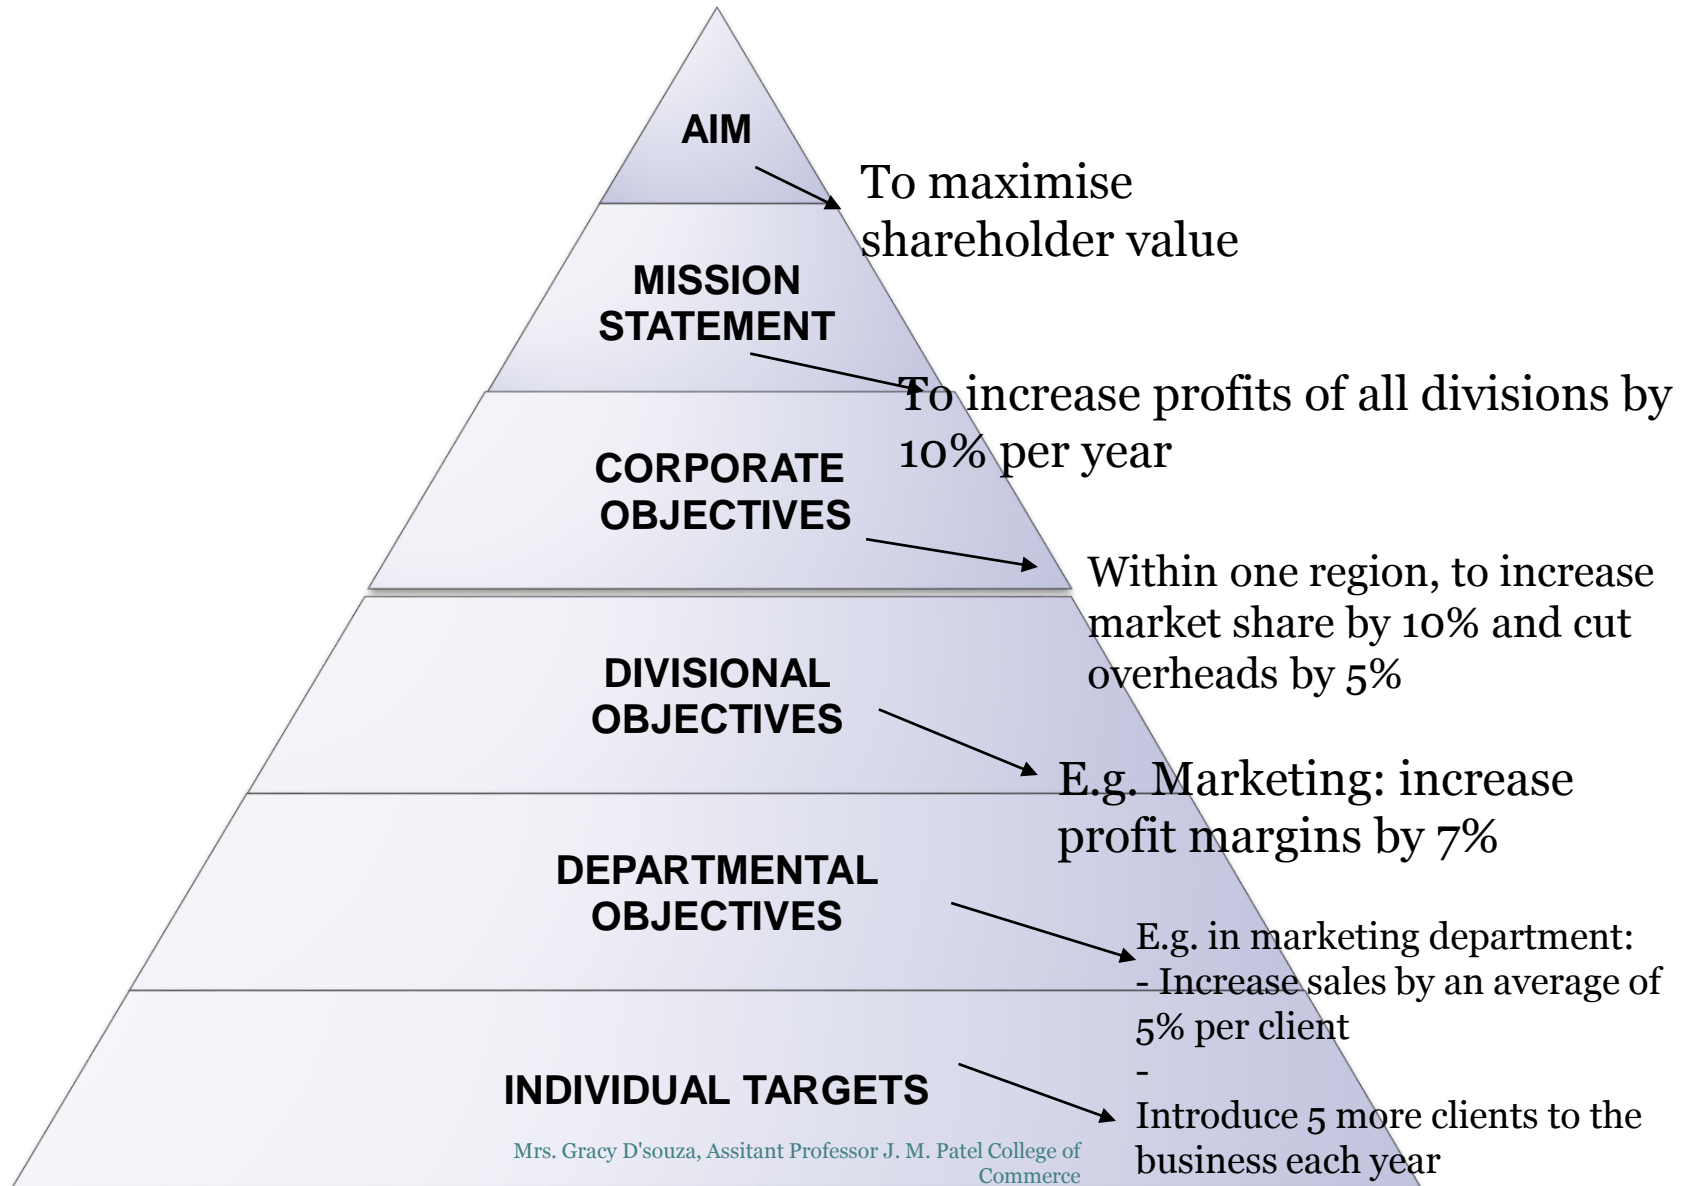 AIM
To maximise
shareholder value
MISSION
STATEMENT
To increase profits of all divisions by
10% per year
CORPORATE
OBJECTIVES
Within one region, to increase
market share by 10% and cut
overheads by 5%
DIVISIONAL
OBJECTIVES
E.g. Marketing: increase
profit margins by 7%
DEPARTMENTAL
OBJECTIVES
E.g. in marketing department:
- Increase sales by an average of
5% per client
-
Introduce 5 more clients to the
business each year
INDIVIDUAL TARGETS
Mrs. Gracy D'souza, Assitant Professor J. M. Patel College of
Commerce